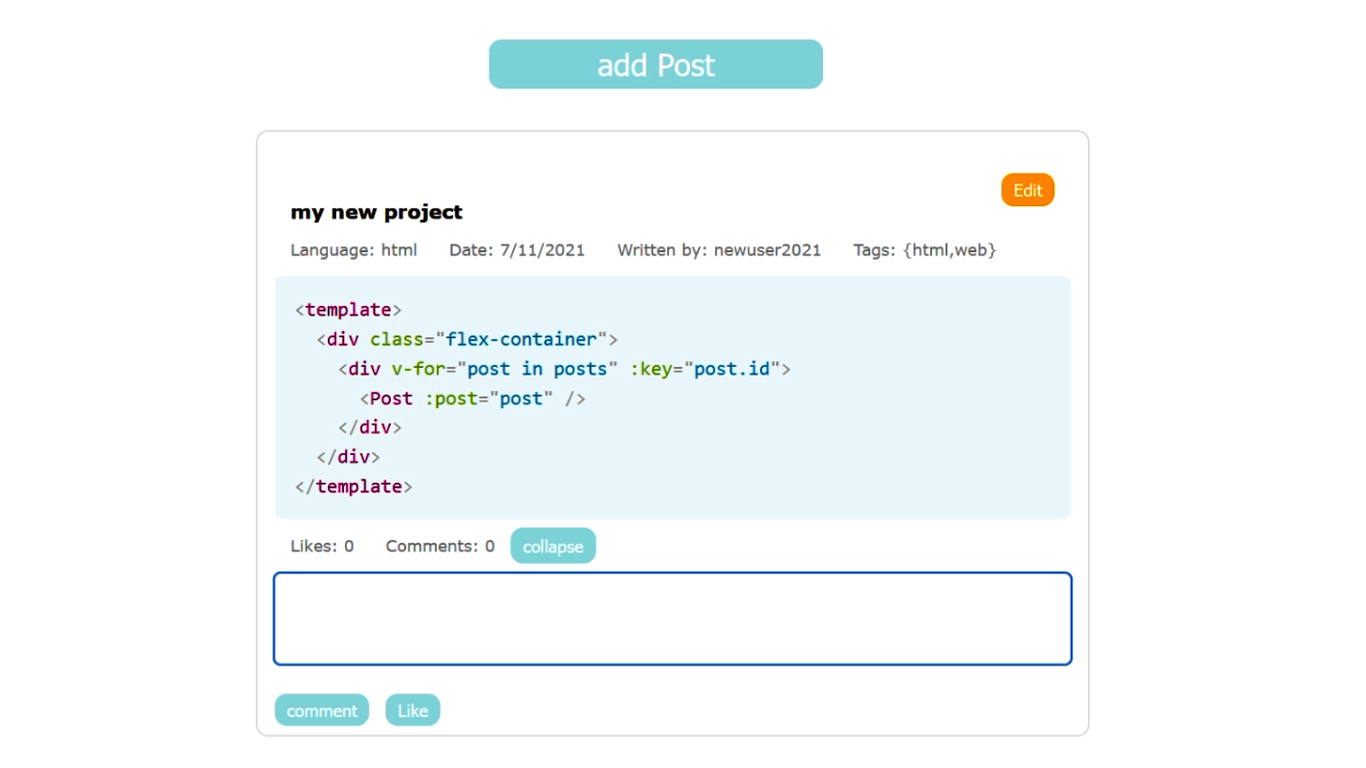 add Post
Edit
my new project
Language: html Date: 7/11/2021 Written by: newuser2021 Tags: {html,web}
<template>
  <div class="flex-container">
    <div v-for="post in posts" :key="post.id">
      <Post :post="post" />
    </div>
  </div>
</template>
Likes: 0 Comments: 0 collapse
comment Like